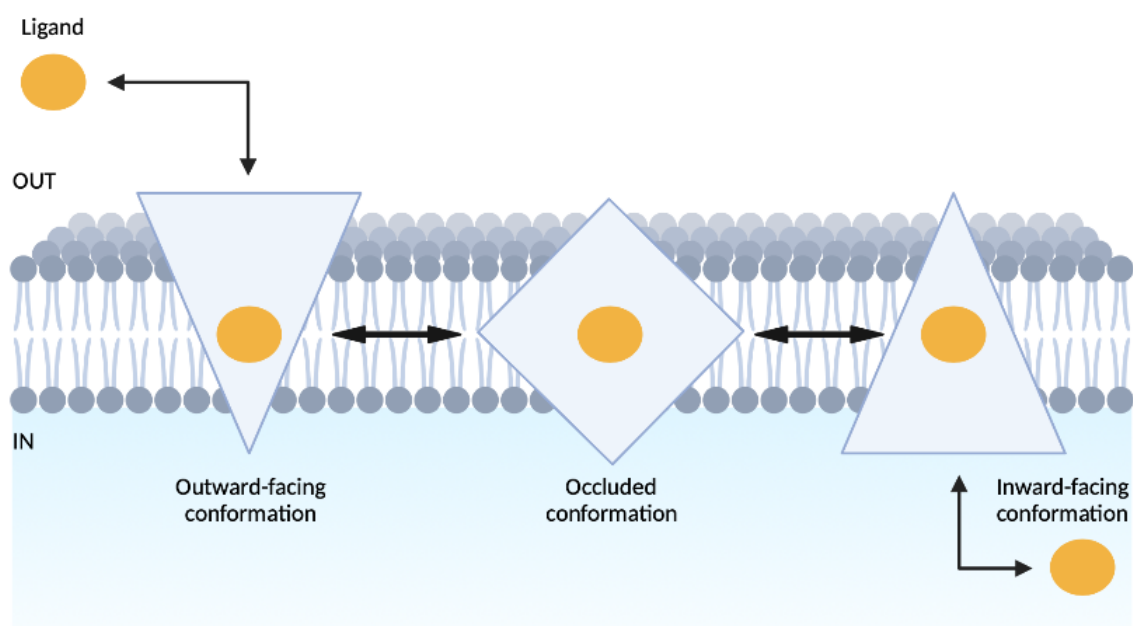 Ligand
OUT
IN
Outward-facing
conformation
Occluded
conformation
Inward-facing
conformation